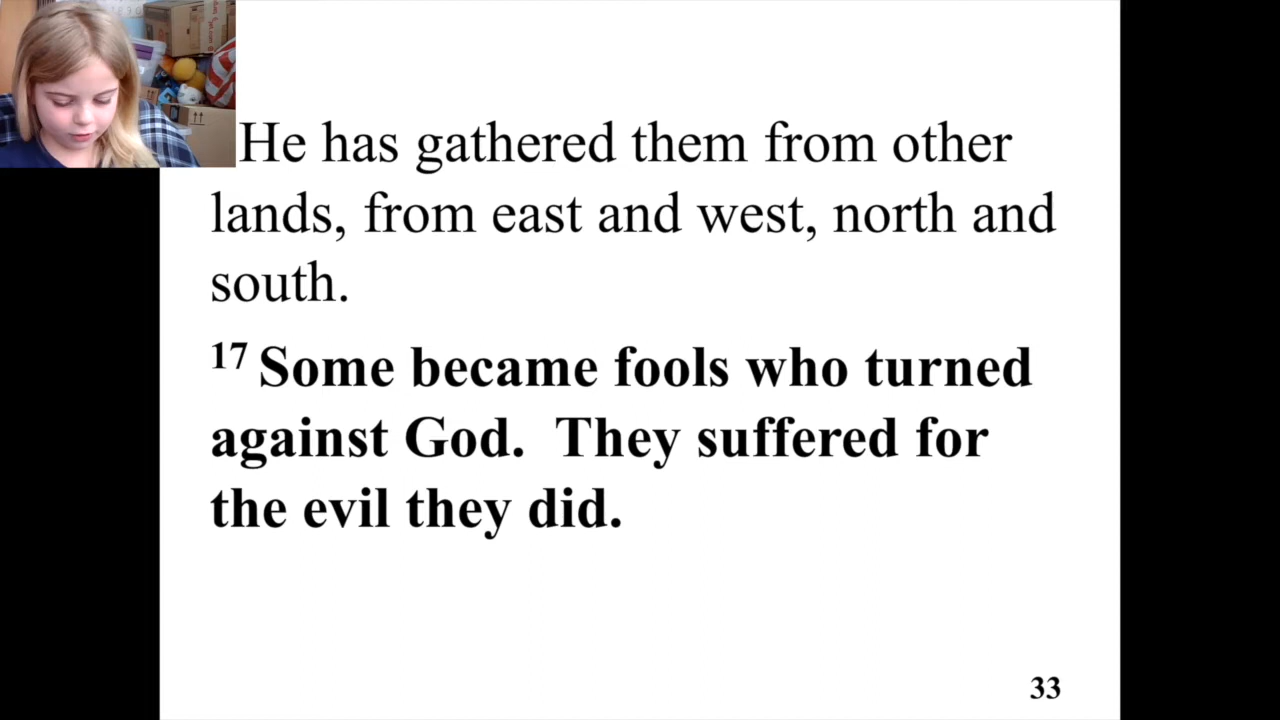 He has gathered them from other
lands, from east and west, north and
south.
17 Some became fools who turned
against God.  They suffered for
the evil they did.
33